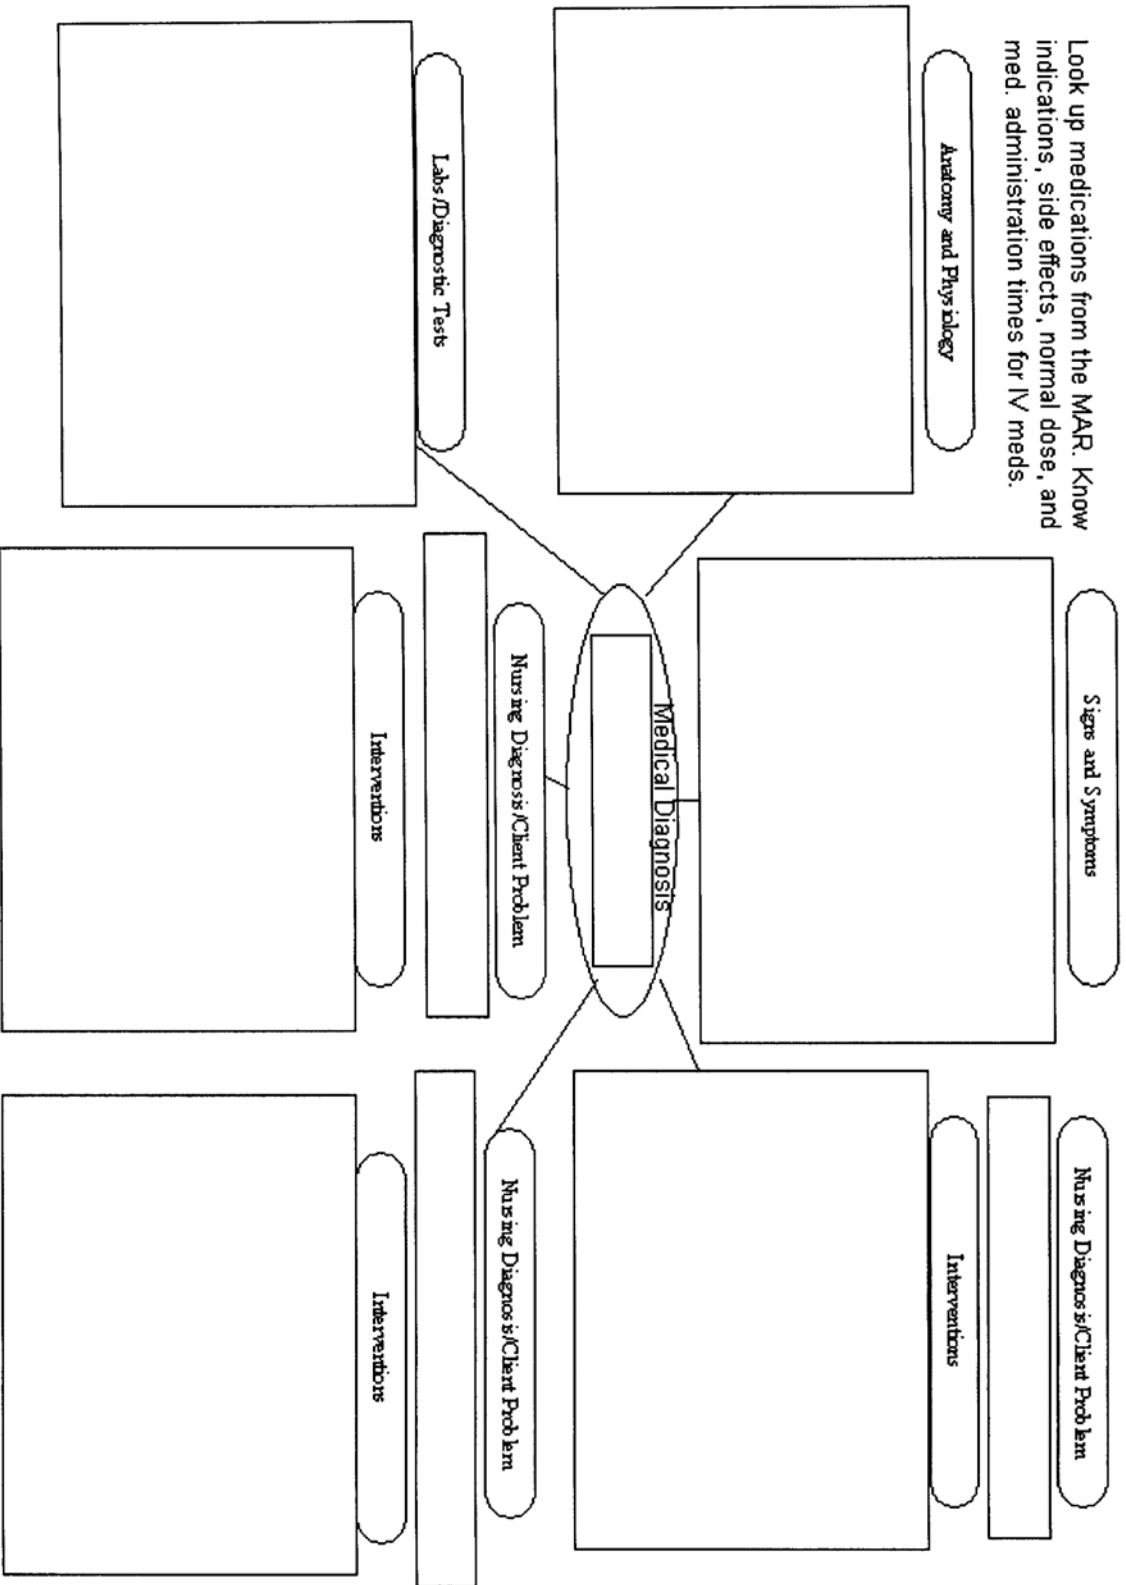 Look up medications from the MAR. Know
indications, side effects, normal dose, and
med. administration times for IV meds.
Signs and Symptoms
Nursing Diagnosis/Client Problem
Anatomy and Physiology
Interventions
Medical Diagnosis
Labs/Diagnostic Tests
Nursing Diagnosis/Client Problem
Nursing Diagnosis/Client Problem
Interventions
Interventions